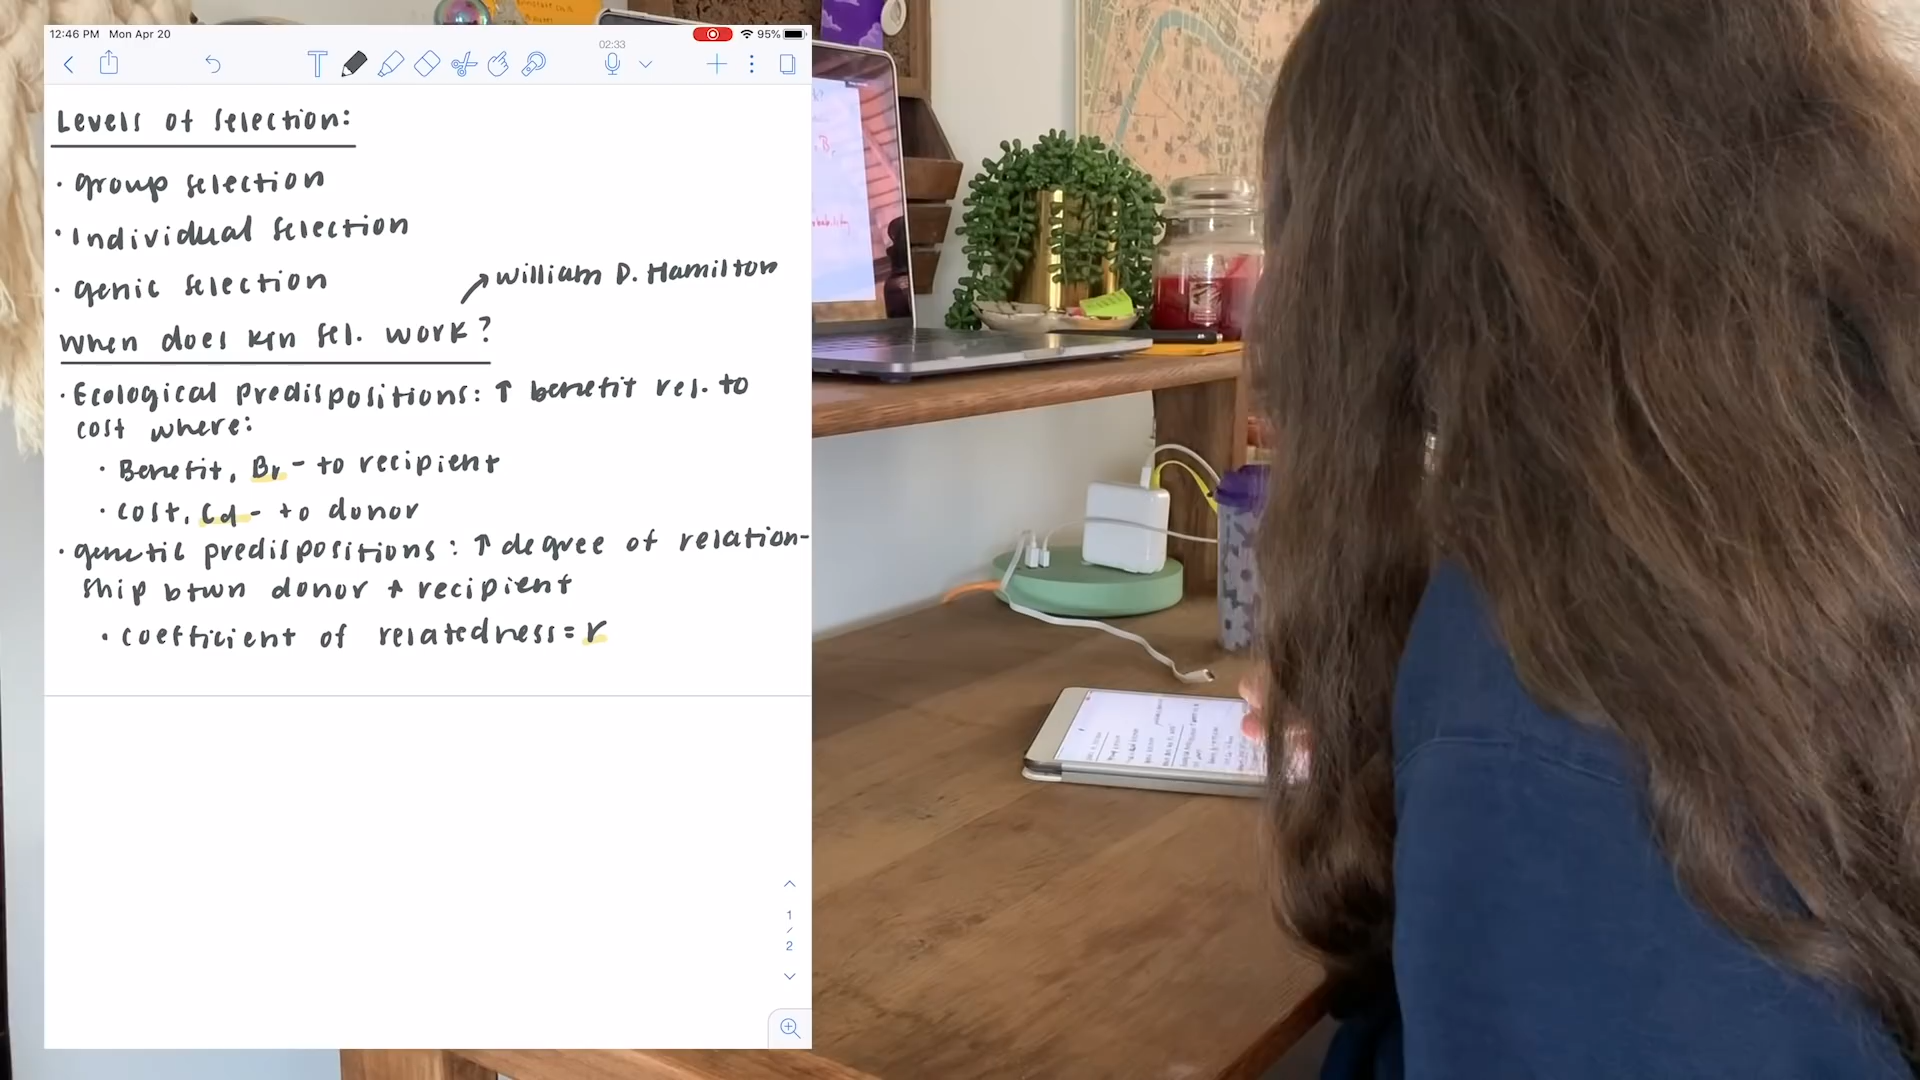 12:46 PM Mon Apr 20
95%
02:33
T
Levels of selection:
· group selection
· Individual selection
· genic selection
William D. Hamilton
When does kin sel. work?
· Ecological predispositions: ↑ benefit rel. to
cost where:
· Benefit, Br - to recipient
· cost, Cd - to donor
· genetic predispositions: ↑ degree of relation-
ship btwn donor + recipient
· coefficient of relatedness = r
1
/
2